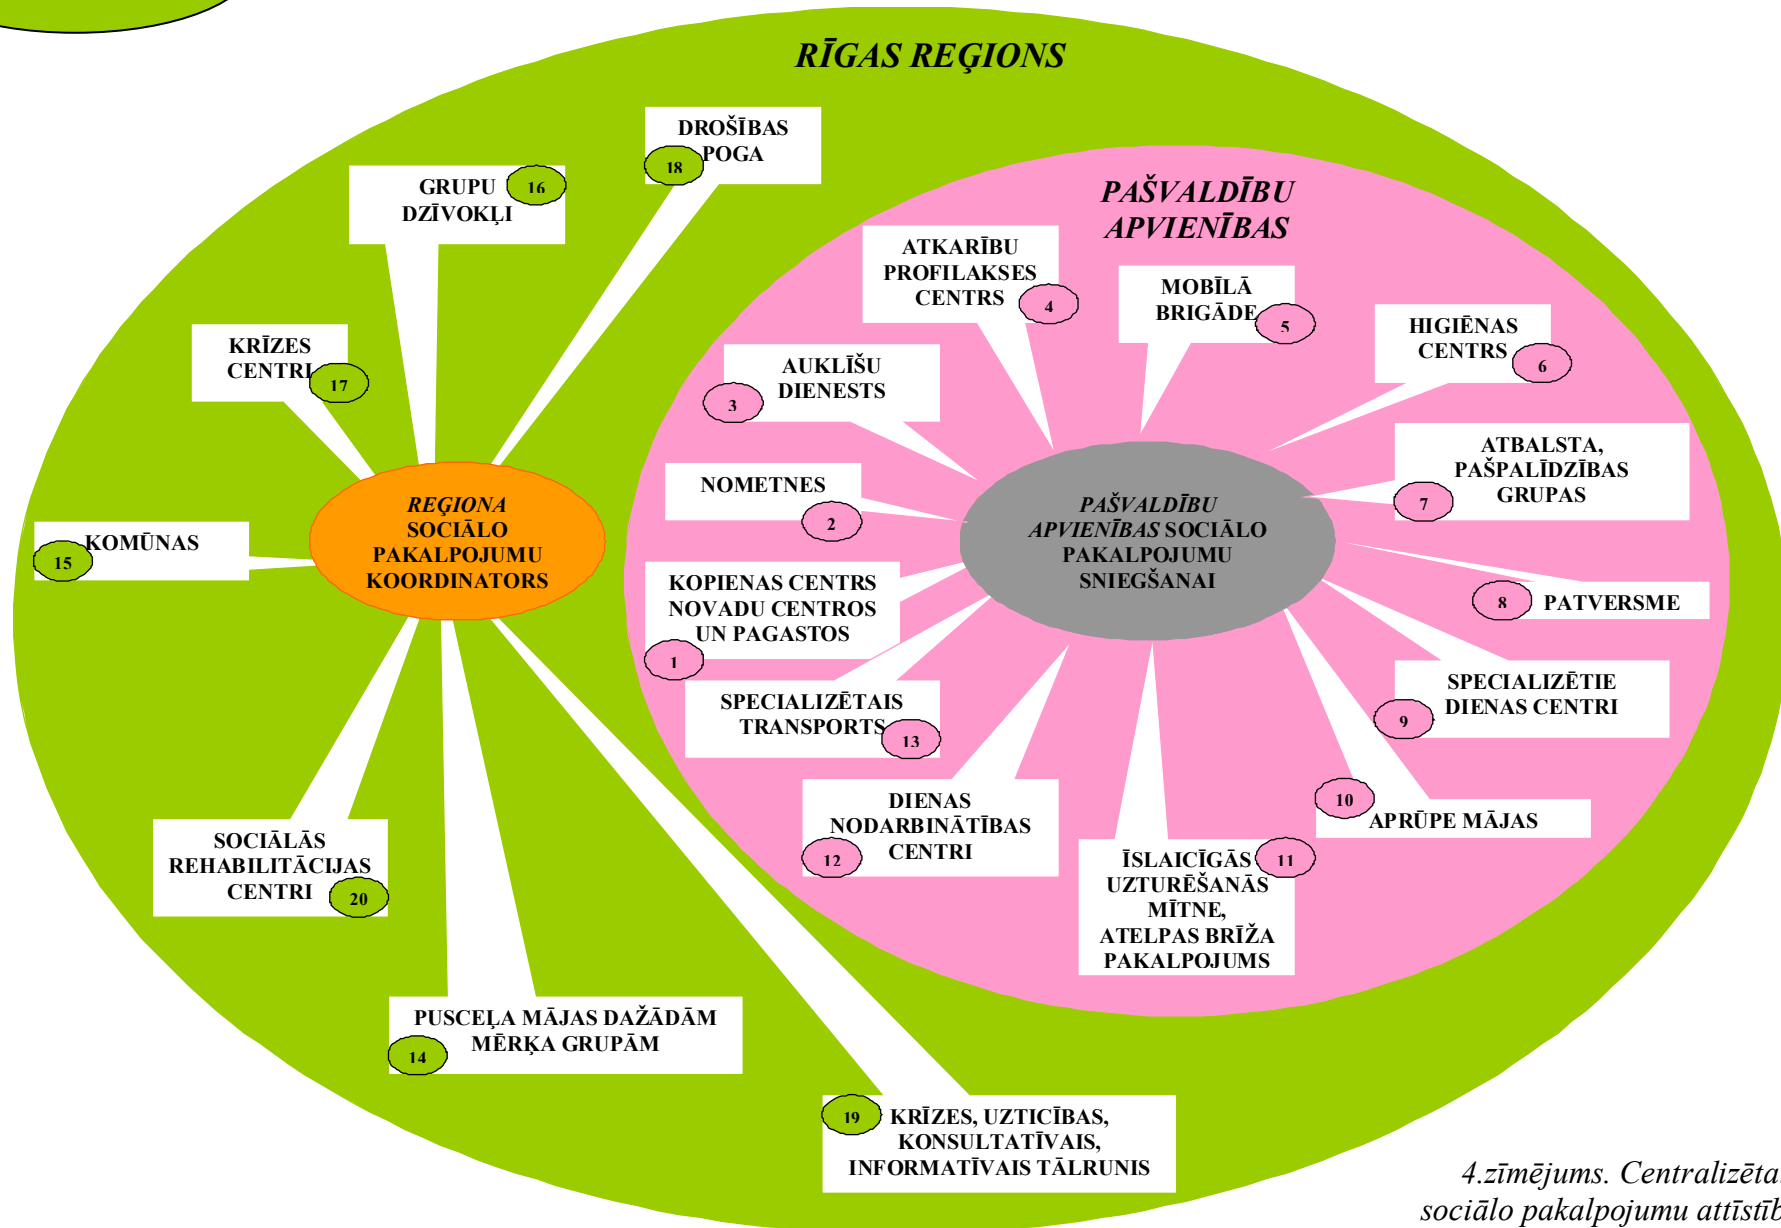 RĪGAS REĢIONS
DROŠĪBAS
POGA
18
GRUPU
DZĪVOKĻI
16
KRĪZES
CENTRI
17
KOMŪNAS
15
REĢIONA
SOCIĀLO
PAKALPOJUMU
KOORDINATORS
SOCIĀLĀS
REHABILITĀCIJAS
CENTRI
20
PUSCEĻA MĀJAS DAŽĀDĀM
MĒRĶA GRUPĀM
14
19
KRĪZES, UZTICĪBAS,
KONSULTATĪVAIS,
INFORMATĪVAIS TĀLRUNIS
PAŠVALDĪBU
APVIENĪBAS
ATKARĪBU
PROFILAKSES
CENTRS
4
MOBĪLĀ
BRIGĀDE
5
HIGIĒNAS
CENTRS
6
AUKLĪŠU
DIENESTS
3
ATBALSTA,
PAŠPALĪDZĪBAS
GRUPAS
7
NOMETNES
2
PAŠVALDĪBU
APVIENĪBAS SOCIĀLO
PAKALPOJUMU
SNIEGŠANAI
KOPIENAS CENTRS
NOVADU CENTROS
UN PAGASTOS
1
8
PATVERSME
SPECIALIZĒTAIS
TRANSPORTS
13
SPECIALIZĒTIE
DIENAS CENTRI
9
10
APRŪPE MĀJAS
DIENAS
NODARBINĀTĪBAS
CENTRI
12
ĪSLAICĪGĀS
UZTURĒŠANĀS
MĪTNE,
ATELPAS BRĪŽA
PAKALPOJUMS
11
4.zīmējums. Centralizēta
sociālo pakalpojumu attīstīb